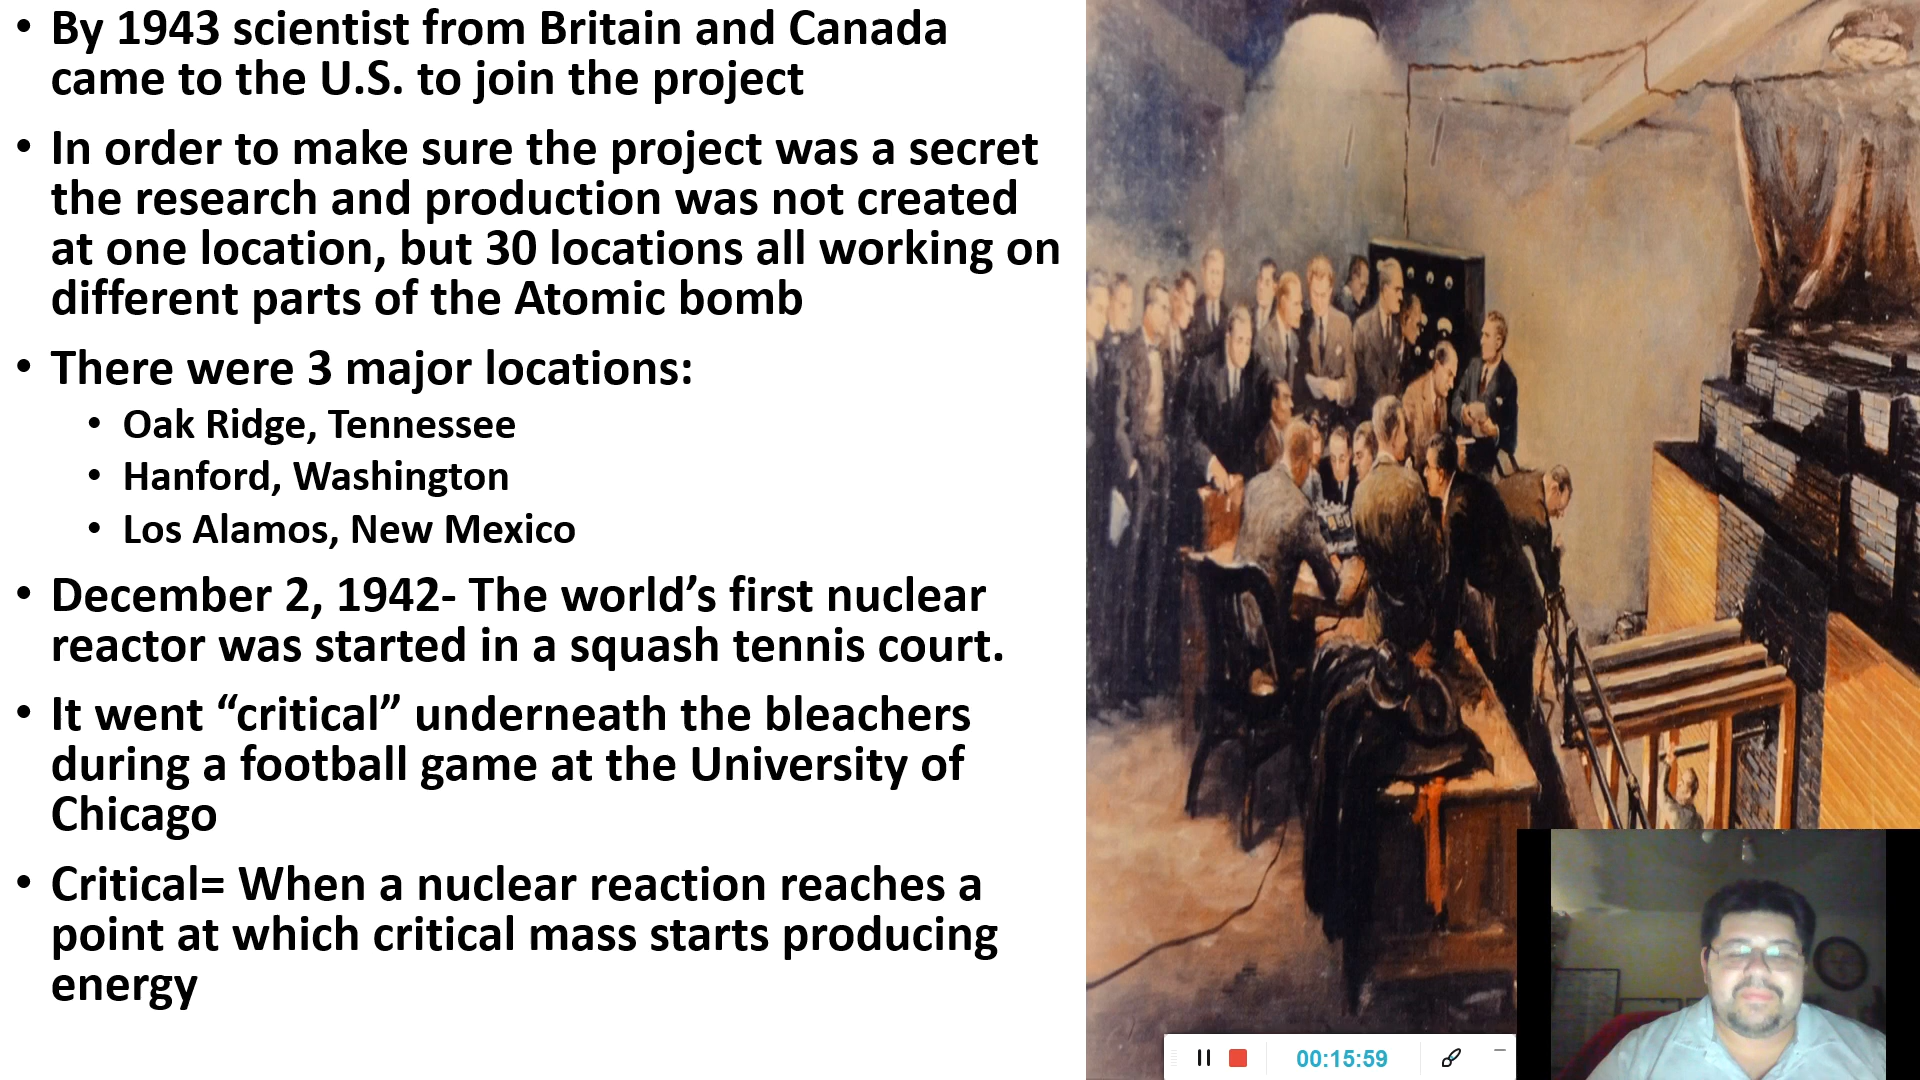 • By 1943 scientist from Britain and Canada
came to the U.S. to join the project
• In order to make sure the project was a secret
the research and production was not created
at one location, but 30 locations all working on
different parts of the Atomic bomb
• There were 3 major locations:
• Oak Ridge, Tennessee
• Hanford, Washington
• Los Alamos, New Mexico
• December 2, 1942- The world’s first nuclear
reactor was started in a squash tennis court.
• It went “critical” underneath the bleachers
during a football game at the University of
Chicago
• Critical= When a nuclear reaction reaches a
point at which critical mass starts producing
energy
00:15:59